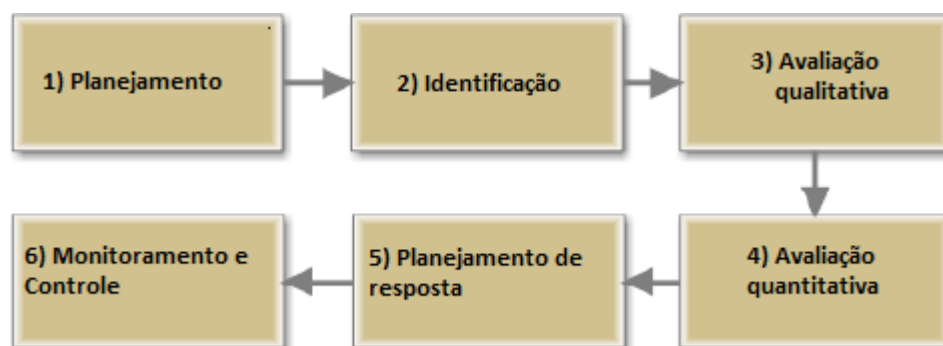 1) Planejamento
2) Identificação
3) Avaliação
qualitativa
4) Avaliação
quantitativa
5) Planejamento de
resposta
6) Monitoramento e
Controle